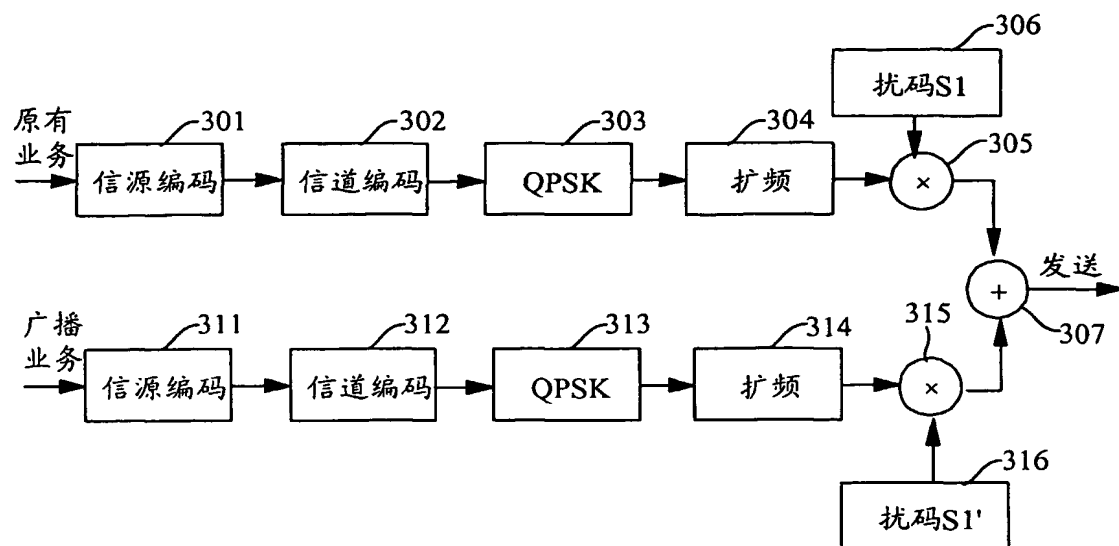 306
扰码S1
原有
业务
301
302
303
304
305
信源编码
信道编码
QPSK
扩频
×
发送
+
307
广播
业务
311
312
313
314
315
信源编码
信道编码
QPSK
扩频
×
316
扰码S1'